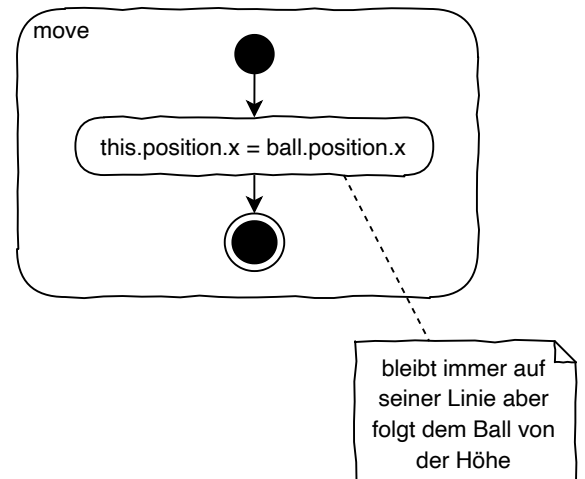 move
this.position.x = ball.position.x
bleibt immer auf
seiner Linie aber
folgt dem Ball von
der Höhe